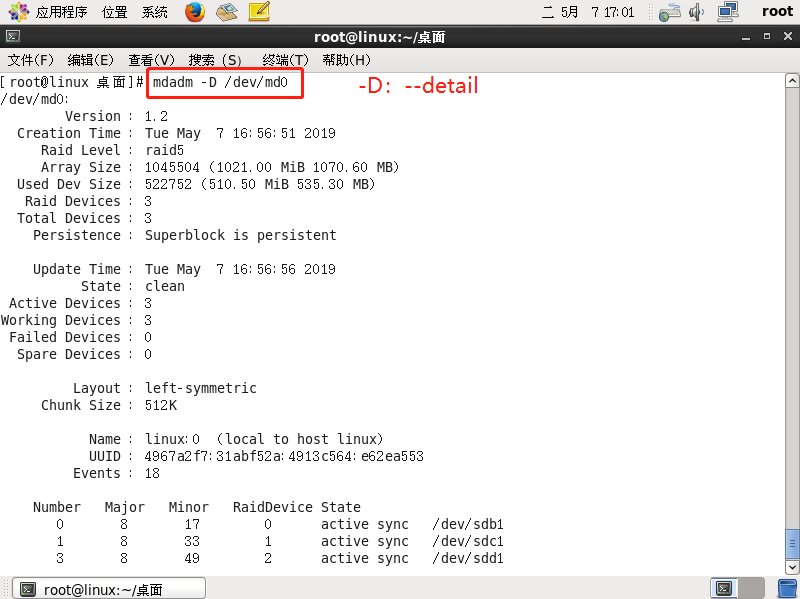 应用程序 位置 系统 二 5月 7 17:01 root
root@linux:~/桌面
文件(F) 编辑(E) 查看(V) 搜索 (S) 终端(T) 帮助(H)
[root@linux 桌面]# mdadm -D /dev/md0 -D: --detail
/dev/md0:
Version : 1.2
Creation Time : Tue May 7 16:56:51 2019
Raid Level : raid5
Array Size : 1045504 (1021.00 MiB 1070.60 MB)
Used Dev Size : 522752 (510.50 MiB 535.30 MB)
Raid Devices : 3
Total Devices : 3
Persistence : Superblock is persistent
Update Time : Tue May 7 16:56:56 2019
State : clean
Active Devices : 3
Working Devices : 3
Failed Devices : 0
Spare Devices : 0
Layout : left-symmetric
Chunk Size : 512K
Name : linux:0 (local to host linux)
UUID : 4967a2f7:31abf52a:4913c564:e62ea553
Events : 18
Number Major Minor RaidDevice State
0 8 17 0 active sync /dev/sdb1
1 8 33 1 active sync /dev/sdc1
3 8 49 2 active sync /dev/sdd1
root@linux:~/桌面